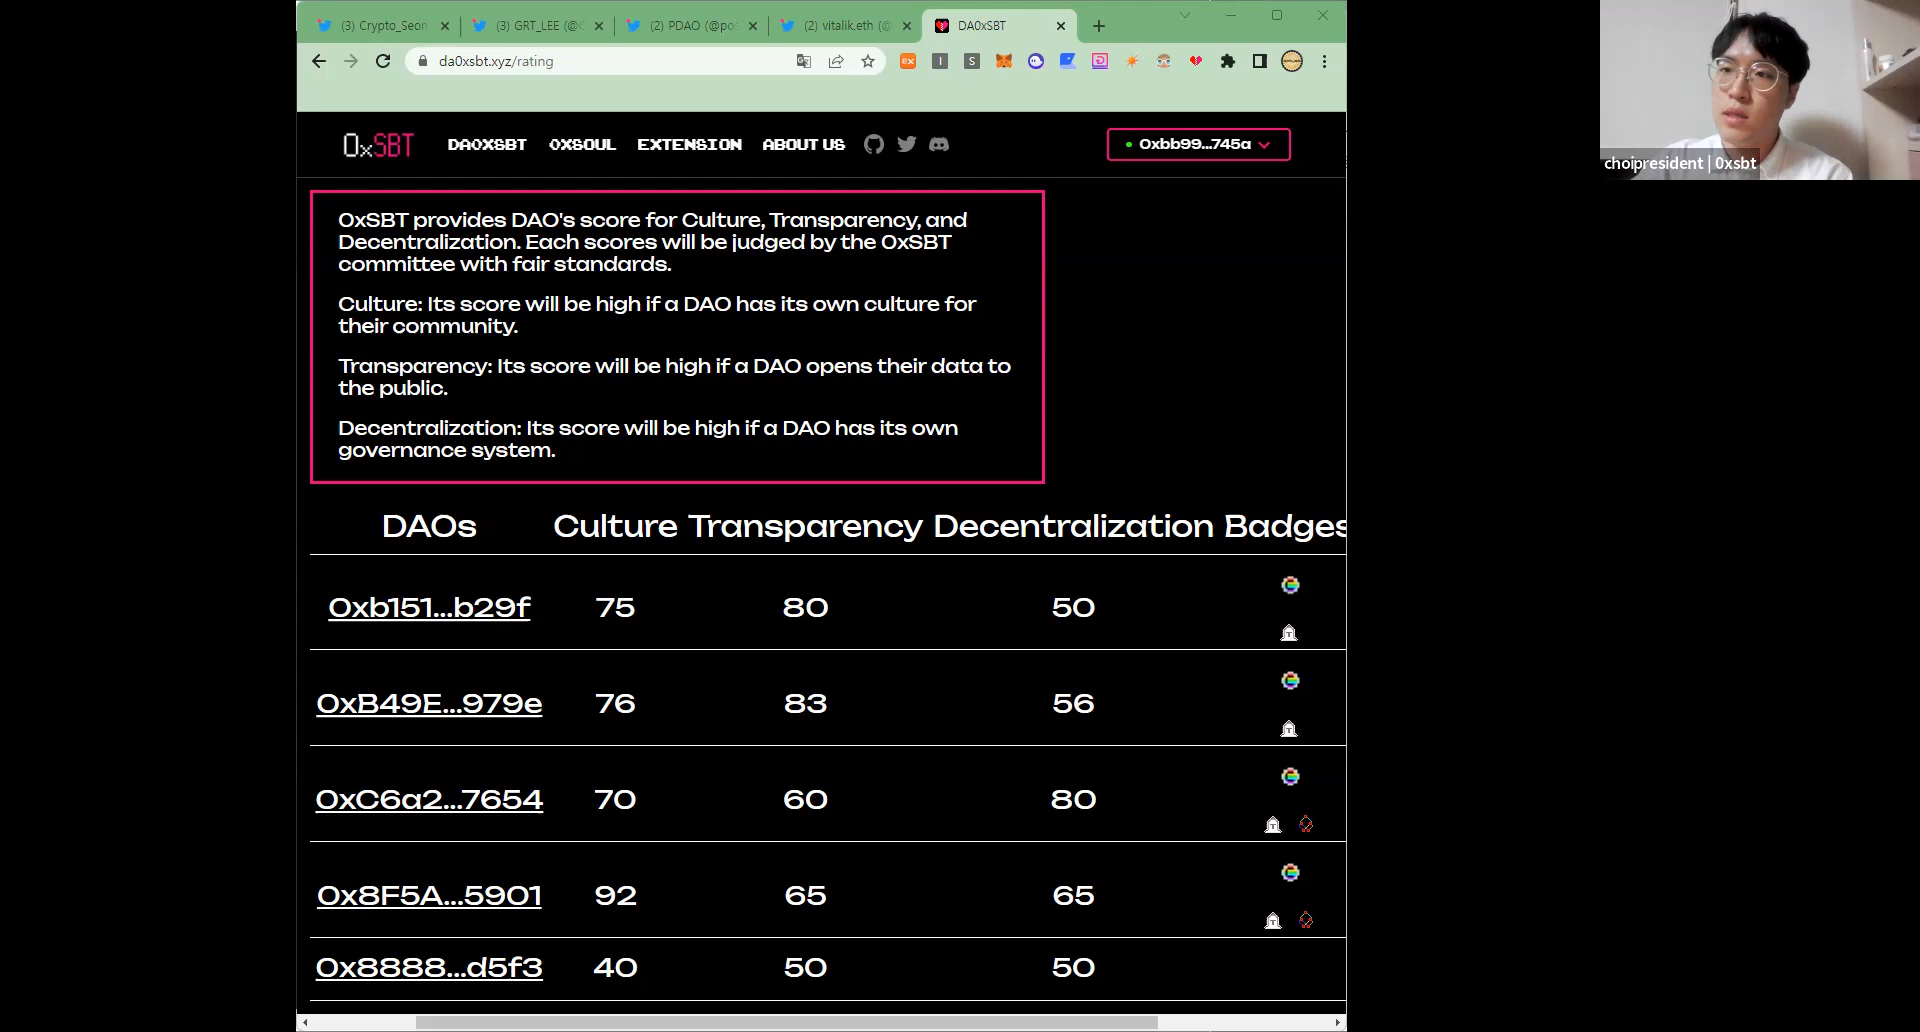 (3) Crypto_Seon
(3) GRT_LEE (@
(2) PDAO (@po
(2) vitalik.eth (@
DA0xSBT
da0xsbt.xyz/rating
0xSBT
DA0XSBT
0XSOUL
EXTENSION
ABOUT US
0xbb99...745a
choipresident | 0xsbt
0xSBT provides DAO's score for Culture, Transparency, and
Decentralization. Each scores will be judged by the 0xSBT
committee with fair standards.
Culture: Its score will be high if a DAO has its own culture for
their community.
Transparency: Its score will be high if a DAO opens their data to
the public.
Decentralization: Its score will be high if a DAO has its own
governance system.
DAOs Culture Transparency Decentralization Badges
0xb151...b29f 75 80 50
0xB49E...979e 76 83 56
0xC6a2...7654 70 60 80
0x8F5A...5901 92 65 65
0x8888...d5f3 40 50 50